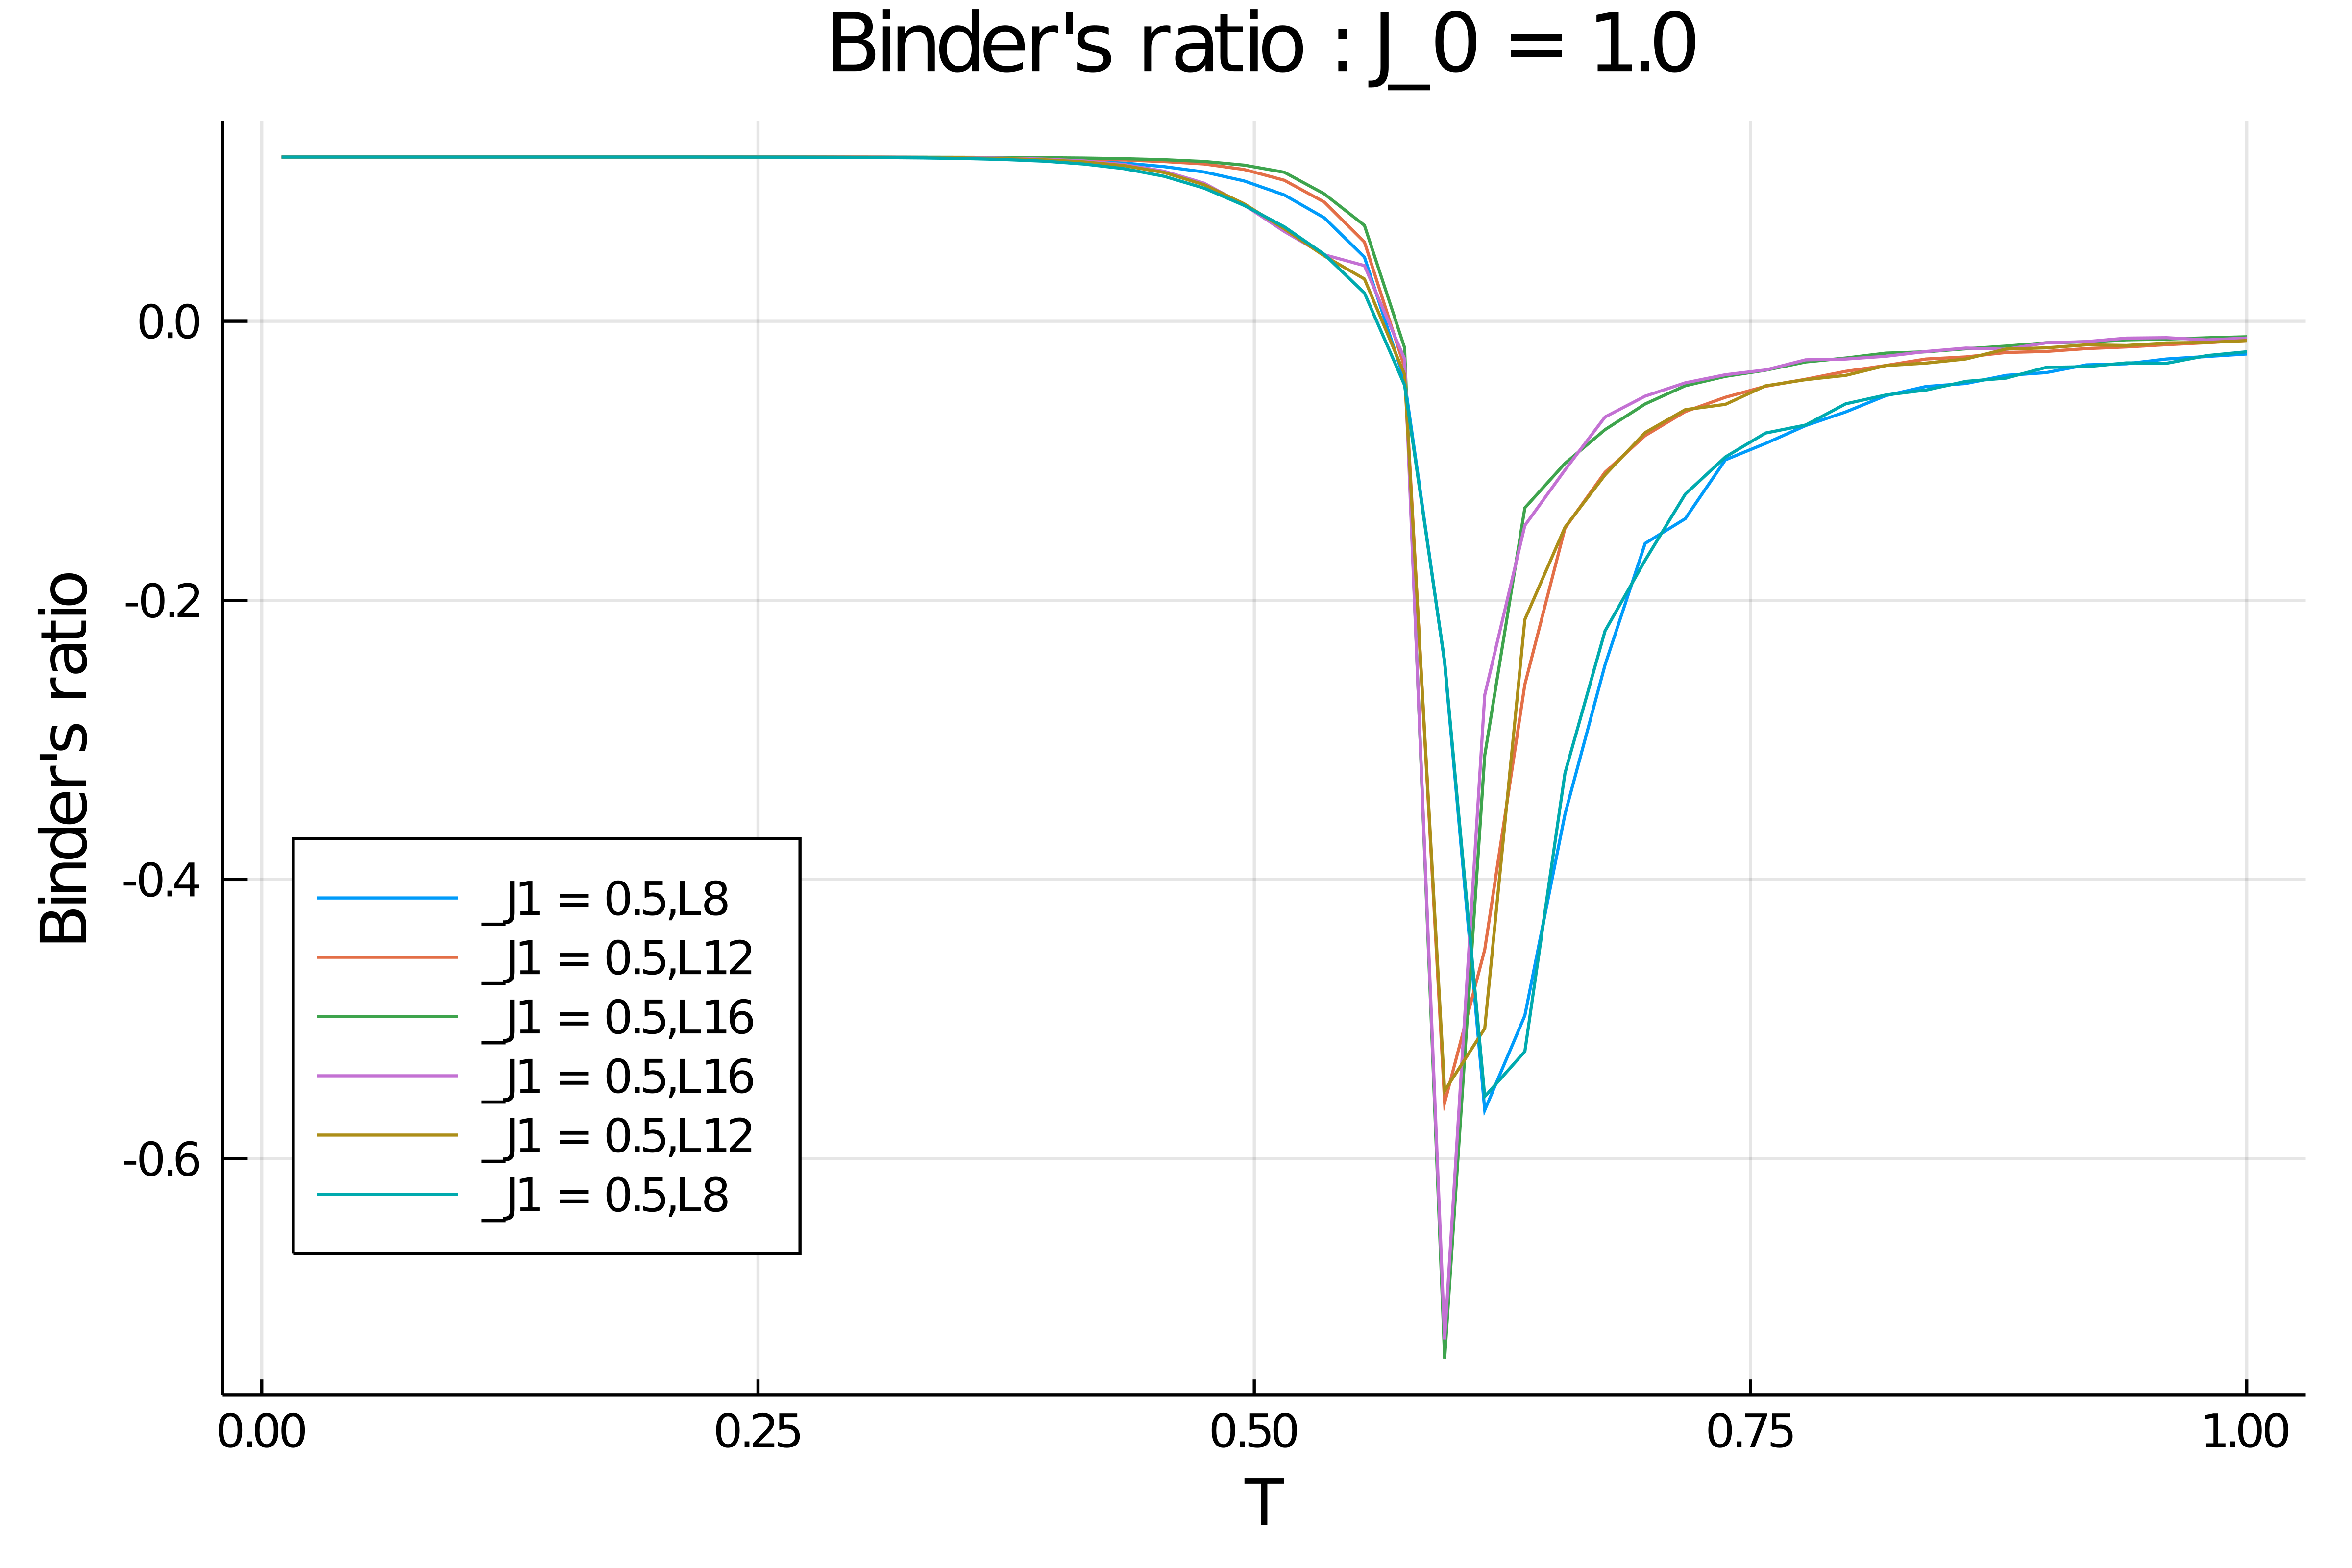 Binder's ratio : J_0 = 1.0
Binder's ratio
0.0
-0.2
-0.4
-0.6
_J1 = 0.5,L8
_J1 = 0.5,L12
_J1 = 0.5,L16
_J1 = 0.5,L16
_J1 = 0.5,L12
_J1 = 0.5,L8
0.00 0.25 0.50 0.75 1.00
T